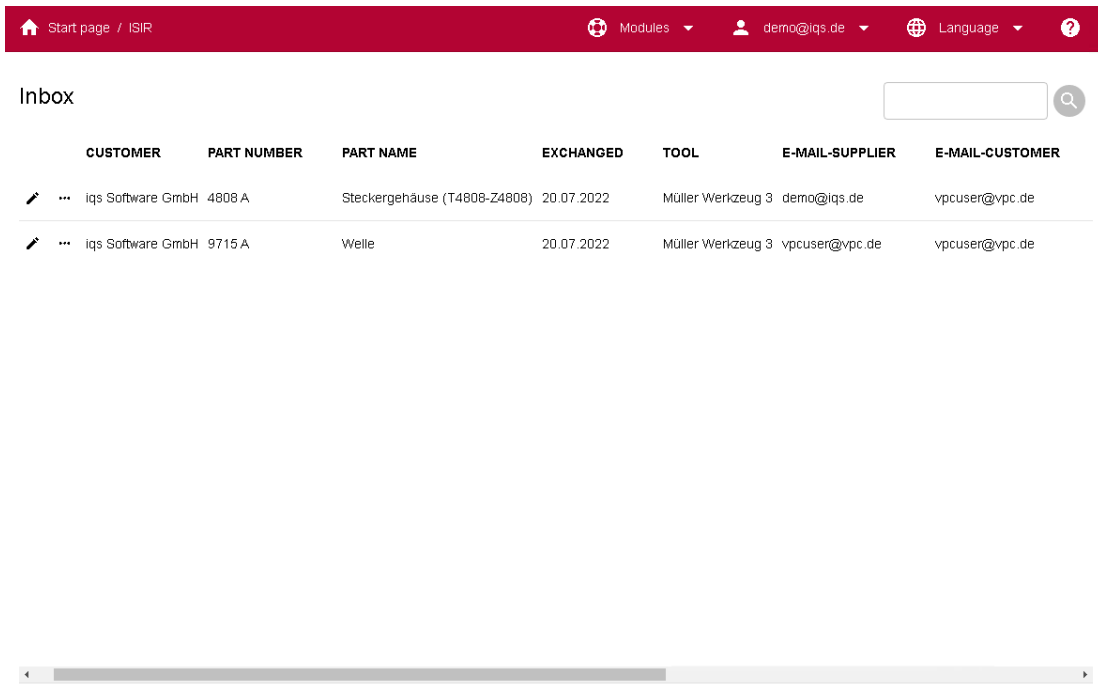 Start page / ISIR Modules demo@iqs.de Language ?
Inbox
CUSTOMER PART NUMBER PART NAME EXCHANGED TOOL E-MAIL-SUPPLIER E-MAIL-CUSTOMER
iqs Software GmbH 4808 A Steckergehäuse (T4808-Z4808) 20.07.2022 Müller Werkzeug 3 demo@iqs.de vpcuser@vpc.de
iqs Software GmbH 9715 A Welle 20.07.2022 Müller Werkzeug 3 vpcuser@vpc.de vpcuser@vpc.de